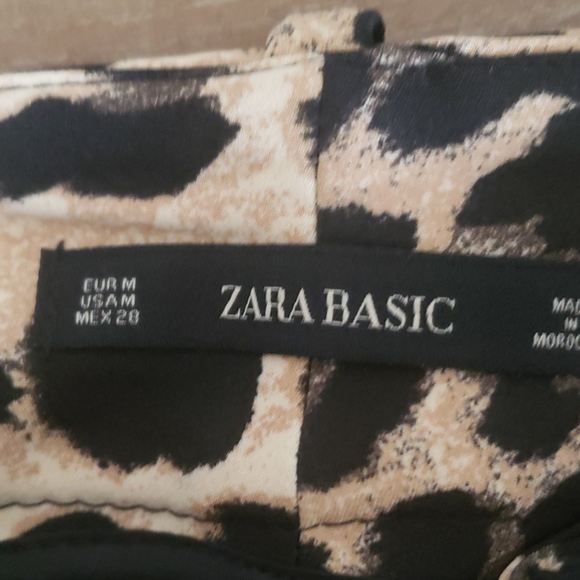 EUR M
USA M
MEX 28
ZARA BASIC
IN